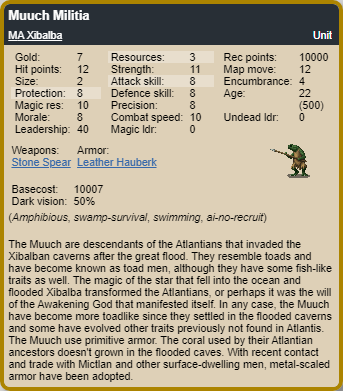 Muuch Militia
MA Xibalba Unit
Gold: 7 Resources: 3 Rec points: 10000
Hit points: 12 Strength: 11 Map move: 12
Size: 2 Attack skill: 8 Encumbrance: 4
Protection: 8 Defence skill: 8 Age: 22
Magic res: 10 Precision: 8 (500)
Morale: 8 Combat speed: 10 Undead ldr: 0
Leadership: 40 Magic ldr: 0
Weapons: Armor:
Stone Spear Leather Hauberk
Basecost: 10007
Dark vision: 50%
(Amphibious, swamp-survival, swimming, ai-no-recruit)
The Muuch are descendants of the Atlantians that invaded the
Xibalban caverns after the great flood. They resemble toads and
have become known as toad men, although they have some fish-like
traits as well. The magic of the star that fell into the ocean and
flooded Xibalba transformed the Atlantians, or perhaps it was the will
of the Awakening God that manifested itself. In any case, the Muuch
have become more toadlike since they settled in the flooded caverns
and some have evolved other traits previously not found in Atlantis.
The Muuch use primitive armor. The coral used by their Atlantian
ancestors doesn't grown in the flooded caves. With recent contact
and trade with Mictlan and other surface-dwelling men, metal-scaled
armor have been adopted.